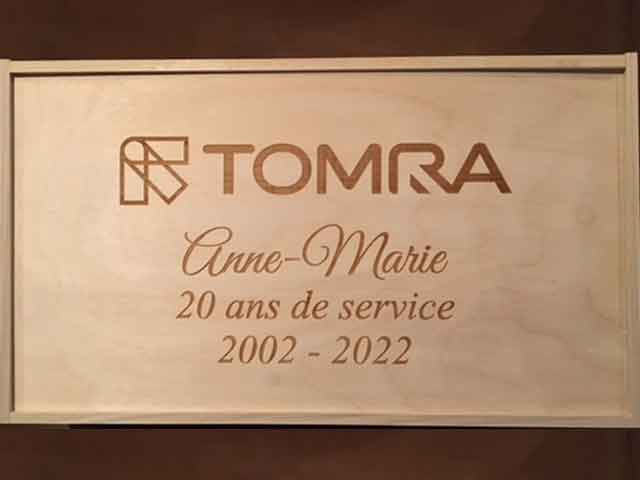 TOMRA
Anne-Marie
20 ans de service
2002 - 2022